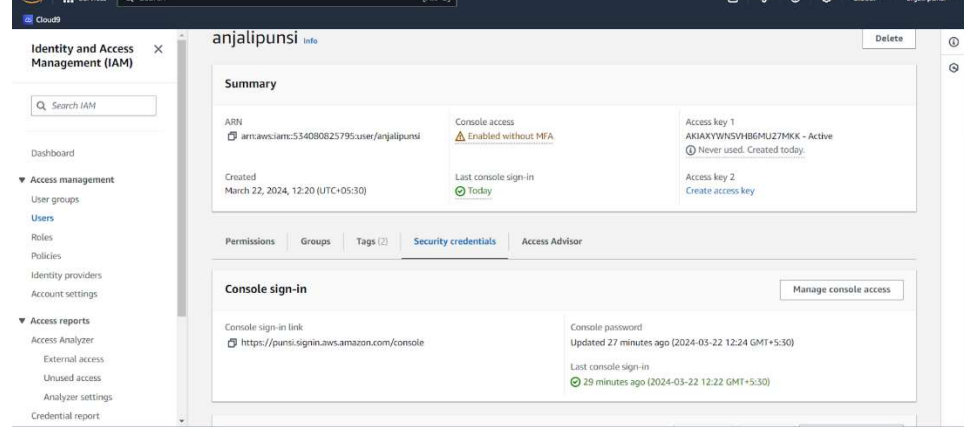 Cloud9
Identity and Access
Management (IAM)
Search IAM
Dashboard
Access management
User groups
Users
Roles
Policies
Identity providers
Account settings
Access reports
Access Analyzer
External access
Unused access
Analyzer settings
Credential report
anjalipunsi Info
Delete
Summary
ARN
arn:aws:iam::534080825795:user/anjalipunsi
Console access
Enabled without MFA
Access key 1
AKIAXYWNSVHB6MU27MKK - Active
Never used. Created today.
Created
March 22, 2024, 12:20 (UTC+05:30)
Last console sign-in
Today
Access key 2
Create access key
Permissions Groups Tags (2) Security credentials Access Advisor
Console sign-in
Manage console access
Console sign-in link
https://punsi.signin.aws.amazon.com/console
Console password
Updated 27 minutes ago (2024-03-22 12:24 GMT+5:30)
Last console sign-in
29 minutes ago (2024-03-22 12:22 GMT+5:30)